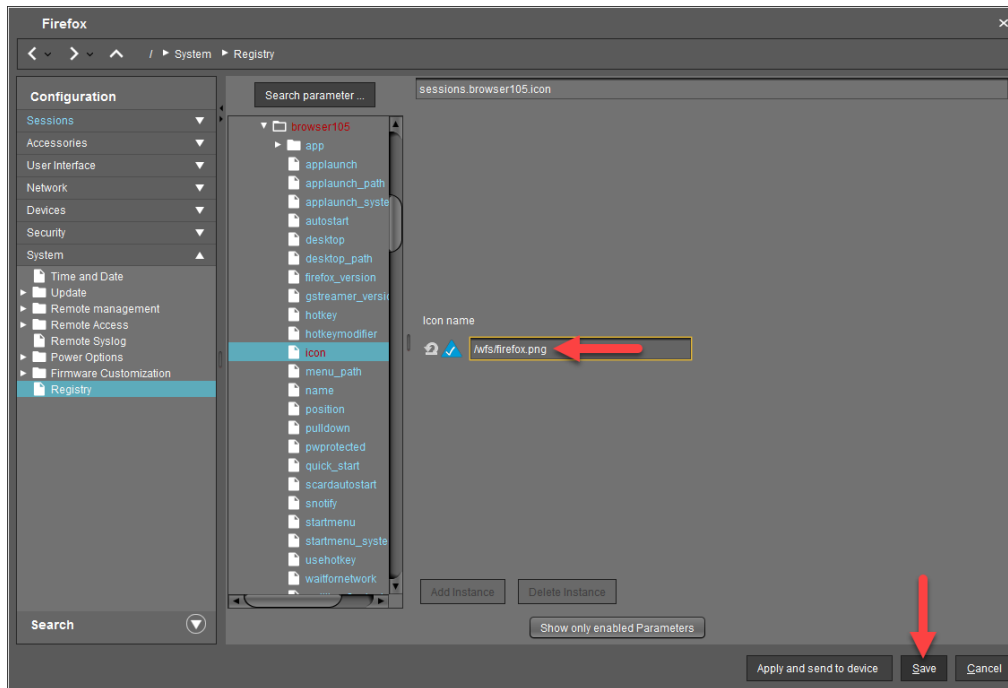 Firefox
/ System Registry
Configuration
Sessions
Accessories
User Interface
Network
Devices
Security
System
Time and Date
Update
Remote management
Remote Access
Remote Syslog
Power Options
Firmware Customization
Registry
Search
Search parameter ...
browser105
app
applaunch
applaunch_path
applaunch_syste
autostart
desktop
desktop_path
firefox_version
gstreamer_versi
hotkey
hotkeymodifier
icon
menu_path
name
position
pulldown
pwprotected
quick_start
scardautostart
snotify
startmenu
startmenu_syste
usehotkey
waitfornetwork
sessions.browser105.icon
Icon name
/wfs/firefox.png
Add Instance Delete Instance
Show only enabled Parameters
Apply and send to device Save Cancel